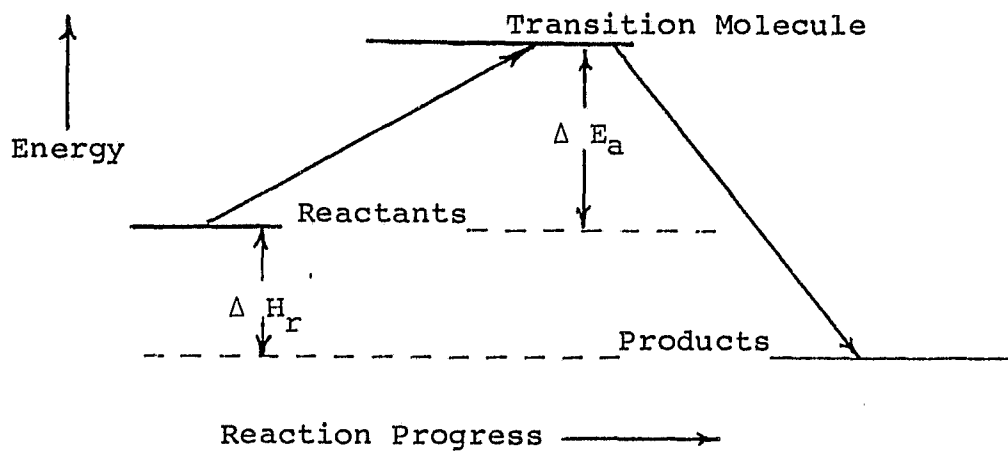 Transition Molecule
Energy
Δ Ea
Reactants
Δ Hr
Products
Reaction Progress